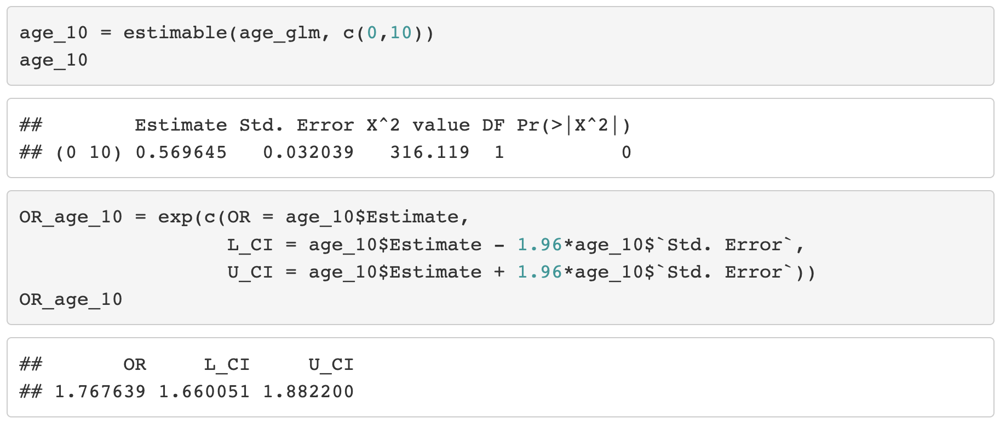 age_10 = estimable(age_glm, c(0,10))
age_10
##        Estimate Std. Error X^2 value DF Pr(>|X^2|)
## (0 10) 0.569645   0.032039   316.119  1          0
OR_age_10 = exp(c(OR = age_10$Estimate,
                  L_CI = age_10$Estimate - 1.96*age_10$`Std. Error`,
                  U_CI = age_10$Estimate + 1.96*age_10$`Std. Error`))
OR_age_10
##       OR     L_CI     U_CI
## 1.767639 1.660051 1.882200